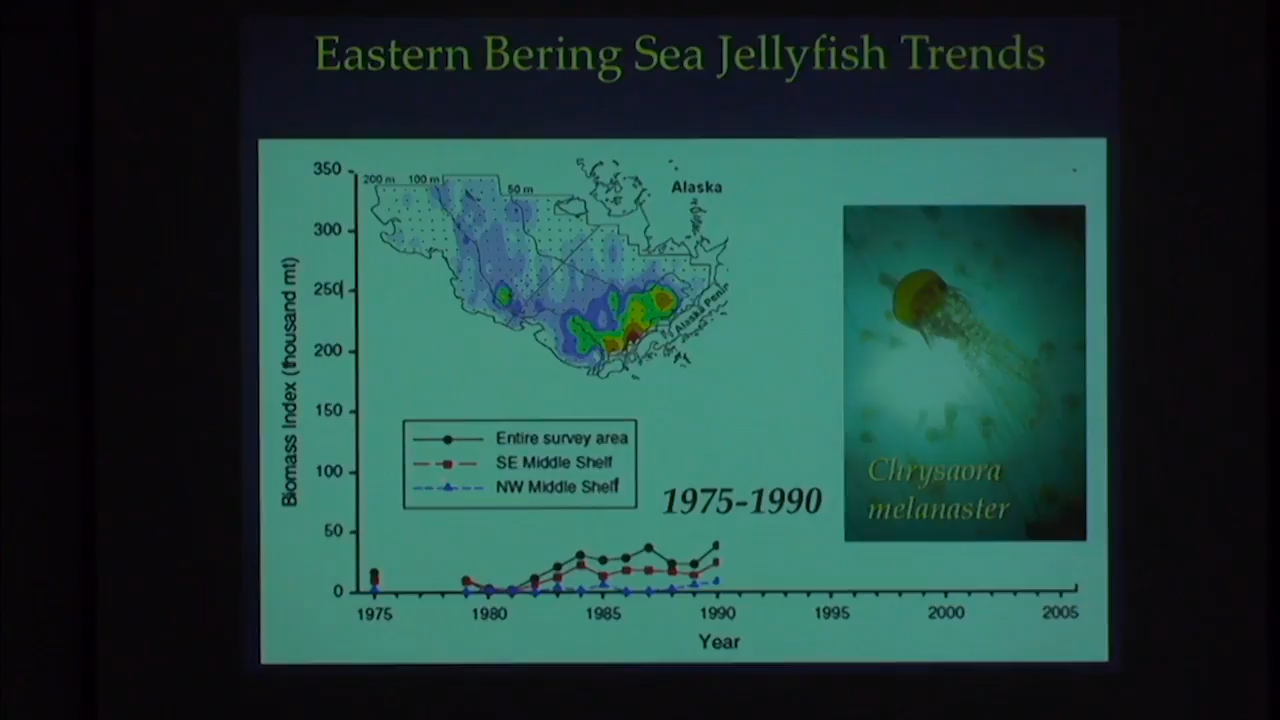 Eastern Bering Sea Jellyfish Trends
350
300
250
200
150
100
50
0
Biomass Index (thousand mt)
200 m 100 m 50 m
Alaska
Alaska Penin
Entire survey area
SE Middle Shelf
NW Middle Shelf
1975-1990
Chrysaora
melanaster
1975 1980 1985 1990 1995 2000 2005
Year